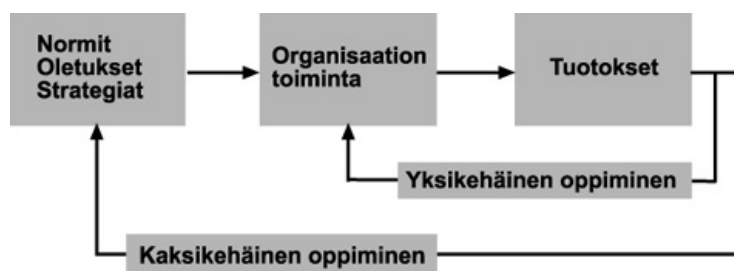 Normit
Oletukset
Strategiat
Organisaation
toiminta
Tuotokset
Yksikehäinen oppiminen
Kaksikehäinen oppiminen